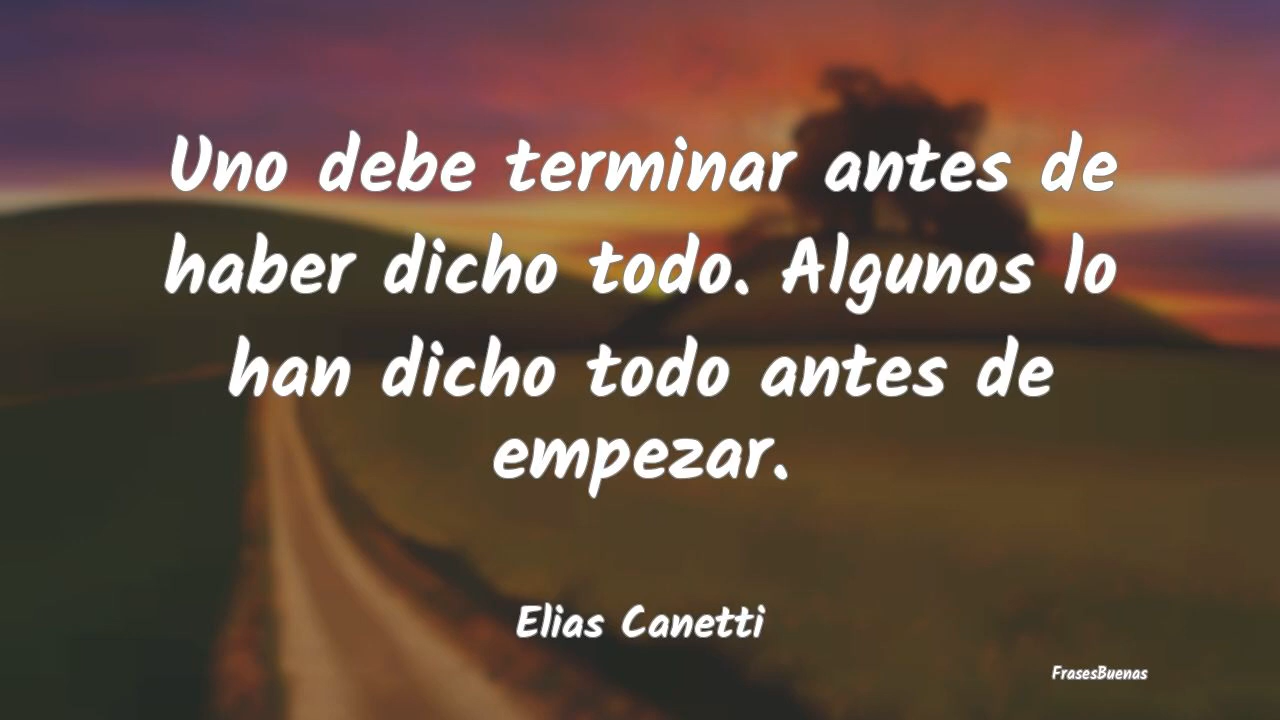 Uno debe terminar antes de
haber dicho todo. Algunos lo
han dicho todo antes de
empezar.
Elias Canetti
FrasesBuenas